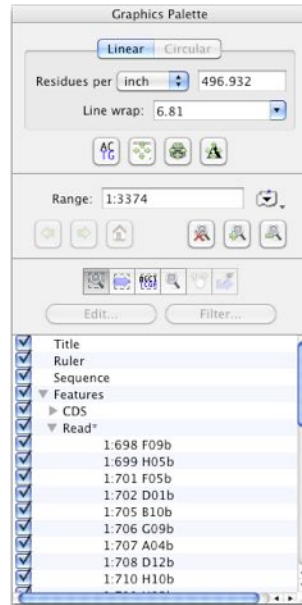 Graphics Palette
Linear Circular
Residues per inch 496.932
Line wrap: 6.81
AC
TG
A
Range: 1:3374
Edit... Filter...
Title
Ruler
Sequence
Features
CDS
Read*
1:698 F09b
1:699 H05b
1:701 F05b
1:702 D01b
1:705 B10b
1:706 G09b
1:707 A04b
1:708 D12b
1:710 H10b